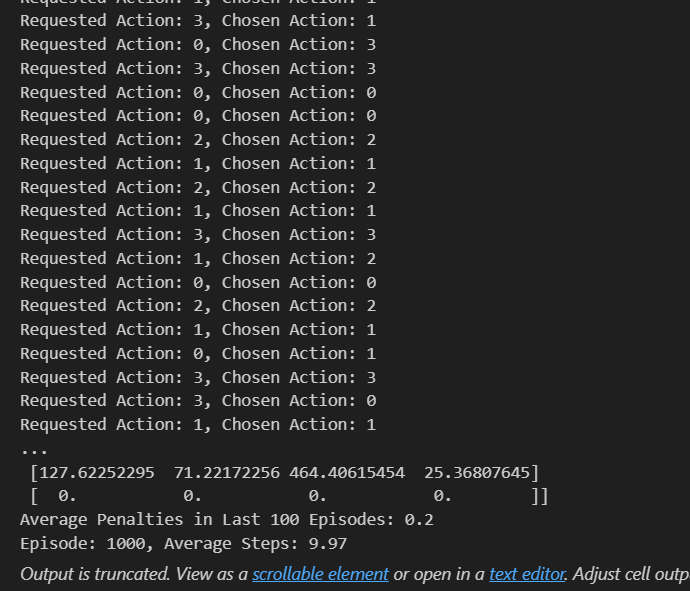 Requested Action: 1, Chosen Action: 1
Requested Action: 3, Chosen Action: 1
Requested Action: 0, Chosen Action: 3
Requested Action: 3, Chosen Action: 3
Requested Action: 0, Chosen Action: 0
Requested Action: 0, Chosen Action: 0
Requested Action: 2, Chosen Action: 2
Requested Action: 1, Chosen Action: 1
Requested Action: 2, Chosen Action: 2
Requested Action: 1, Chosen Action: 1
Requested Action: 3, Chosen Action: 3
Requested Action: 1, Chosen Action: 2
Requested Action: 0, Chosen Action: 0
Requested Action: 2, Chosen Action: 2
Requested Action: 1, Chosen Action: 1
Requested Action: 0, Chosen Action: 1
Requested Action: 3, Chosen Action: 3
Requested Action: 3, Chosen Action: 0
Requested Action: 1, Chosen Action: 1
...
[127.62252295 71.22172256 464.40615454 25.36807645]
[ 0. 0. 0. 0. ]]
Average Penalties in Last 100 Episodes: 0.2
Episode: 1000, Average Steps: 9.97
Output is truncated. View as a scrollable element or open in a text editor. Adjust cell outp